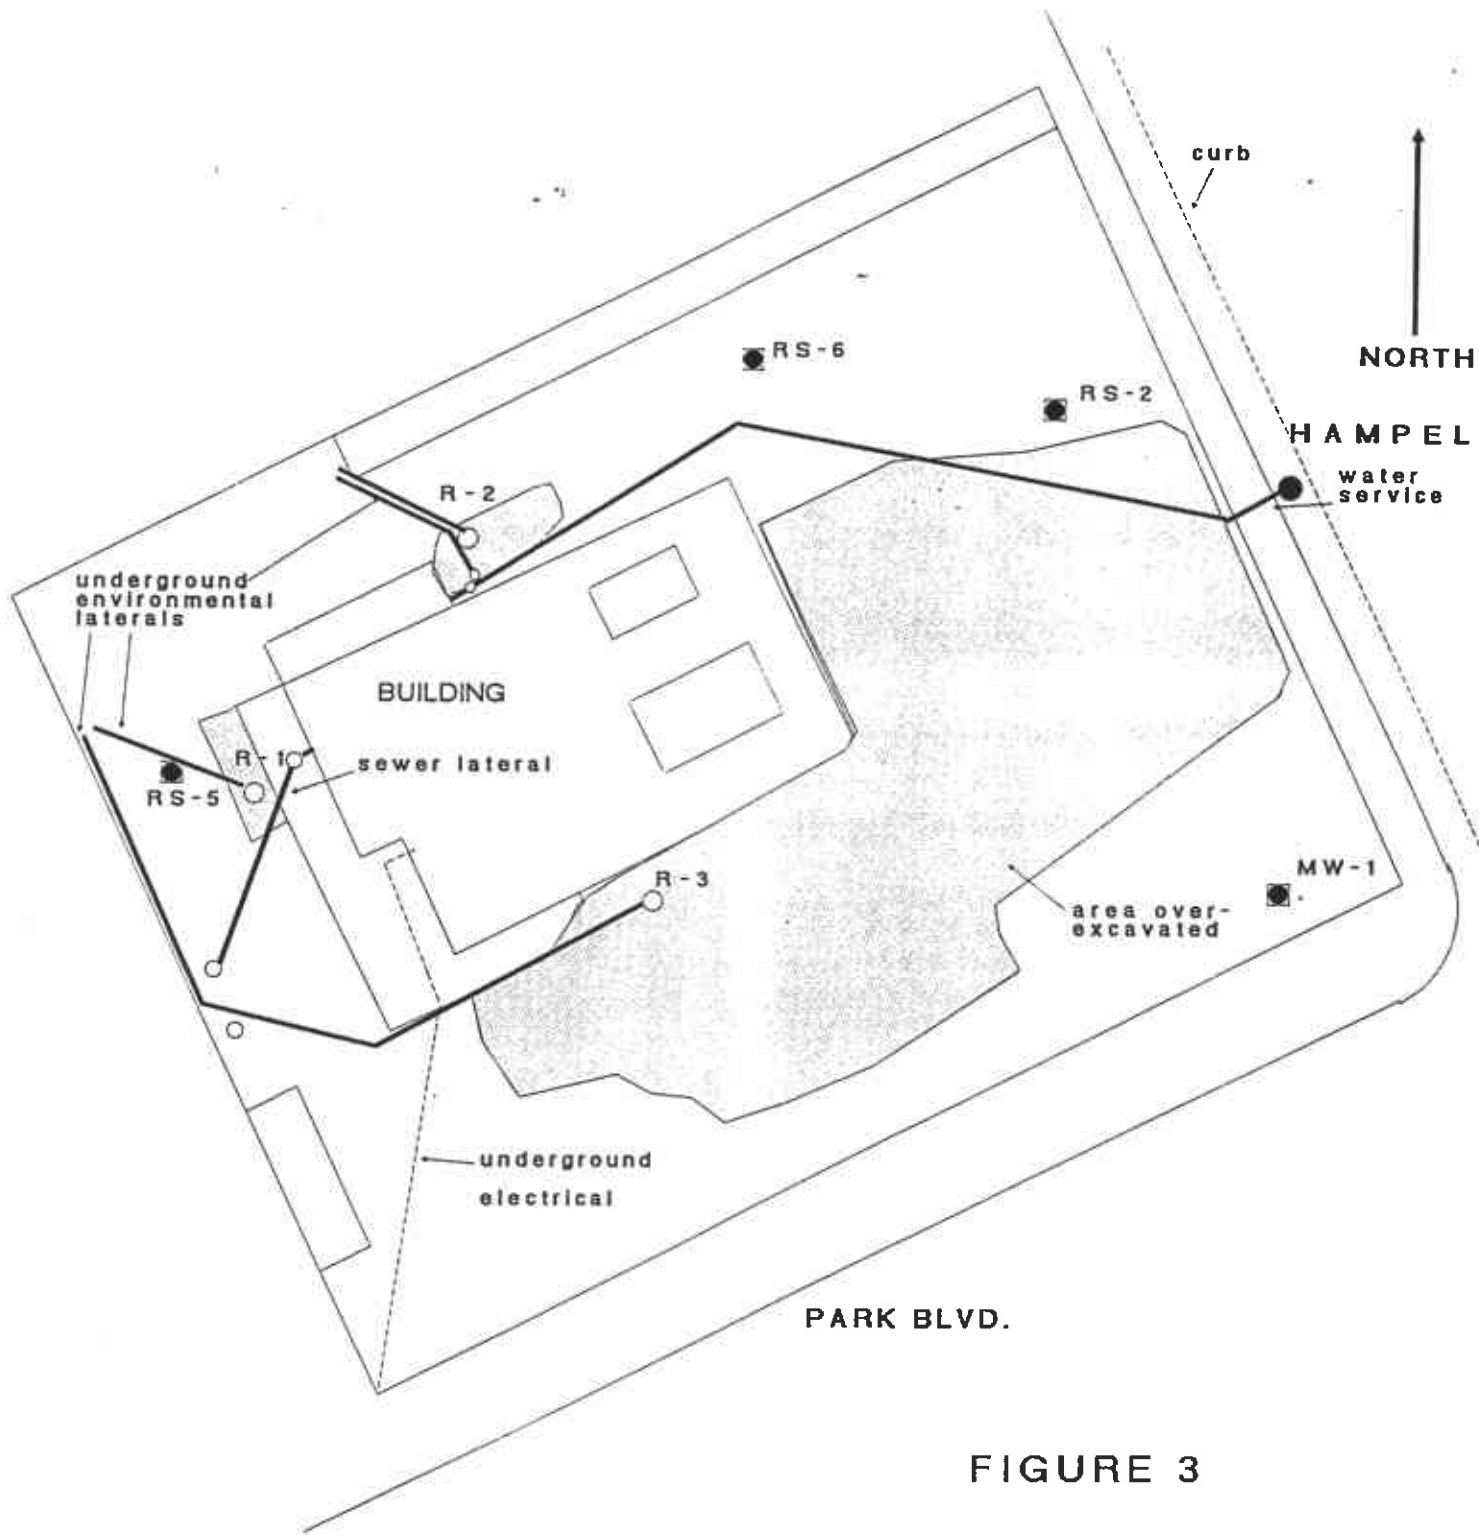 curb
RS-6
NORTH
RS-2
HAMPEL
water
service
R-2
underground
environmental
laterals
BUILDING
R-1
sewer lateral
RS-5
R-3
MW-1
area over-
excavated
underground
electrical
PARK BLVD.
FIGURE 3